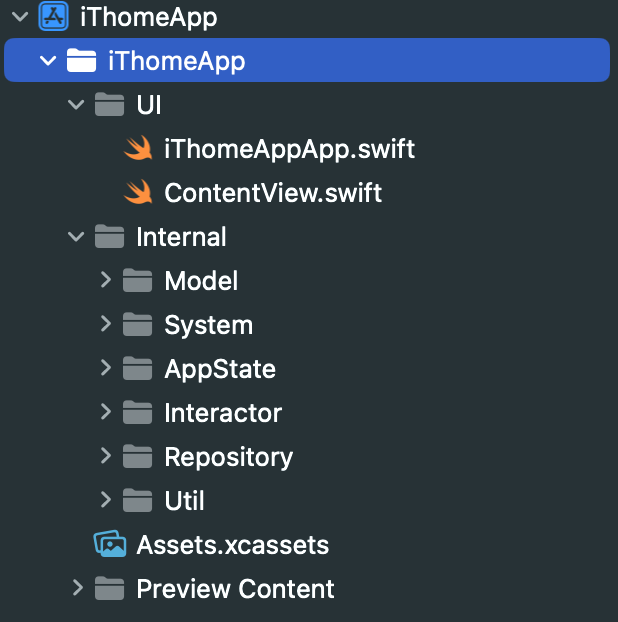 iThomeApp
iThomeApp
UI
iThomeAppApp.swift
ContentView.swift
Internal
Model
System
AppState
Interactor
Repository
Util
Assets.xcassets
Preview Content